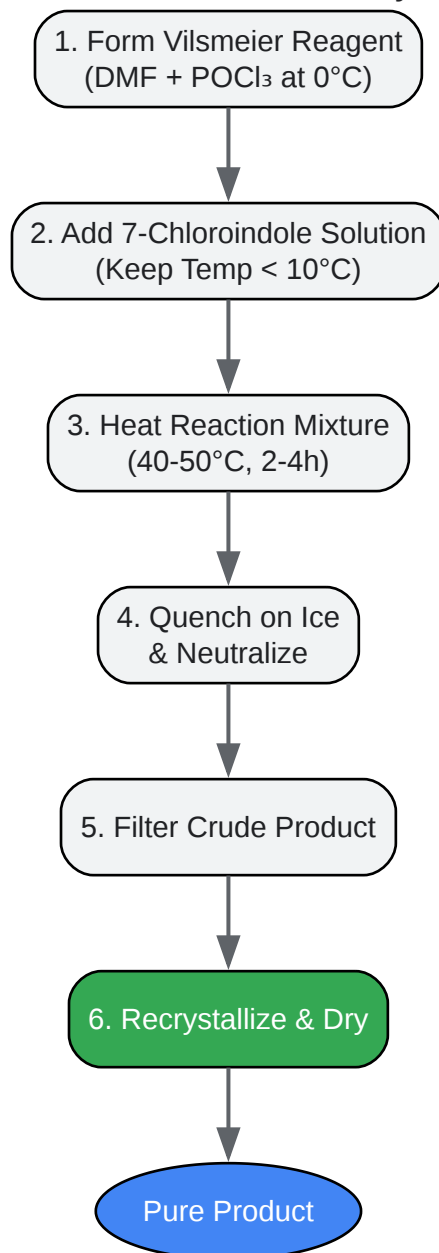 1. Form Vilsmeier Reagent
(DMF + POCl₃ at 0°C)
2. Add 7-Chloroindole Solution
(Keep Temp < 10°C)
3. Heat Reaction Mixture
(40-50°C, 2-4h)
4. Quench on Ice
& Neutralize
5. Filter Crude Product
6. Recrystallize & Dry
Pure Product